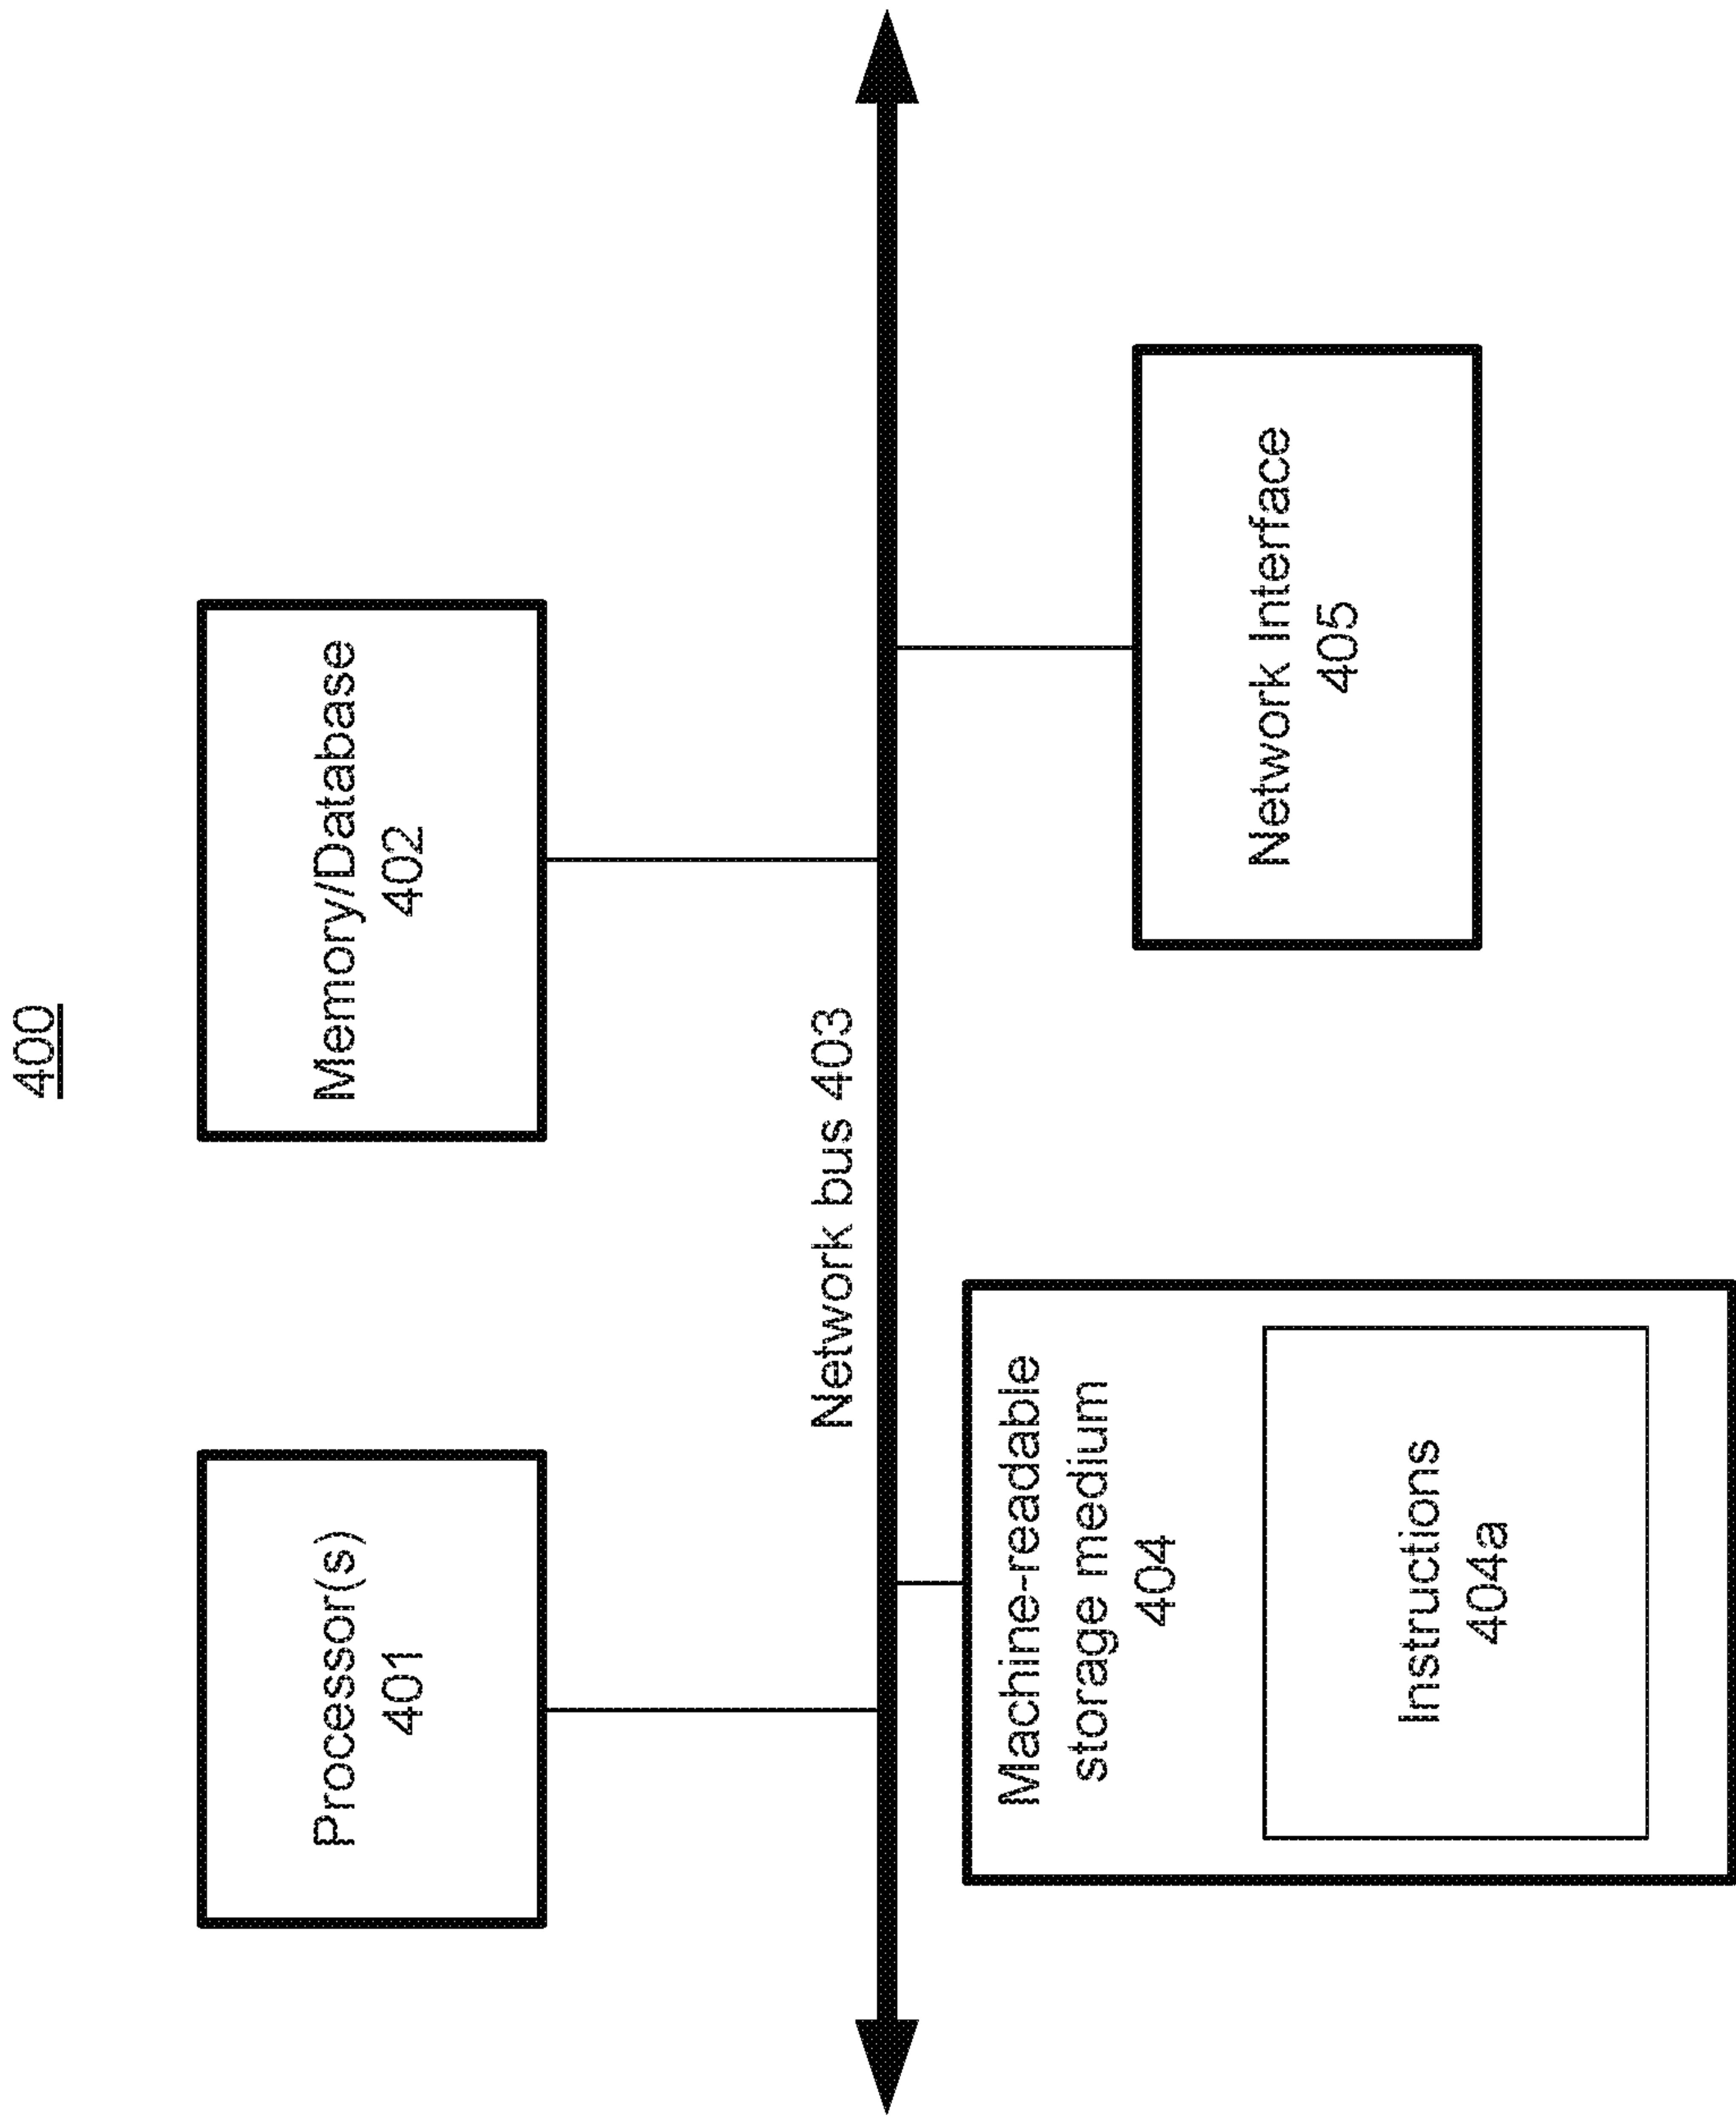 400
Processor(s)
401
Memory/Database
402
Network bus 403
Machine-readable
storage medium
404
Instructions
404a
Network Interface
405